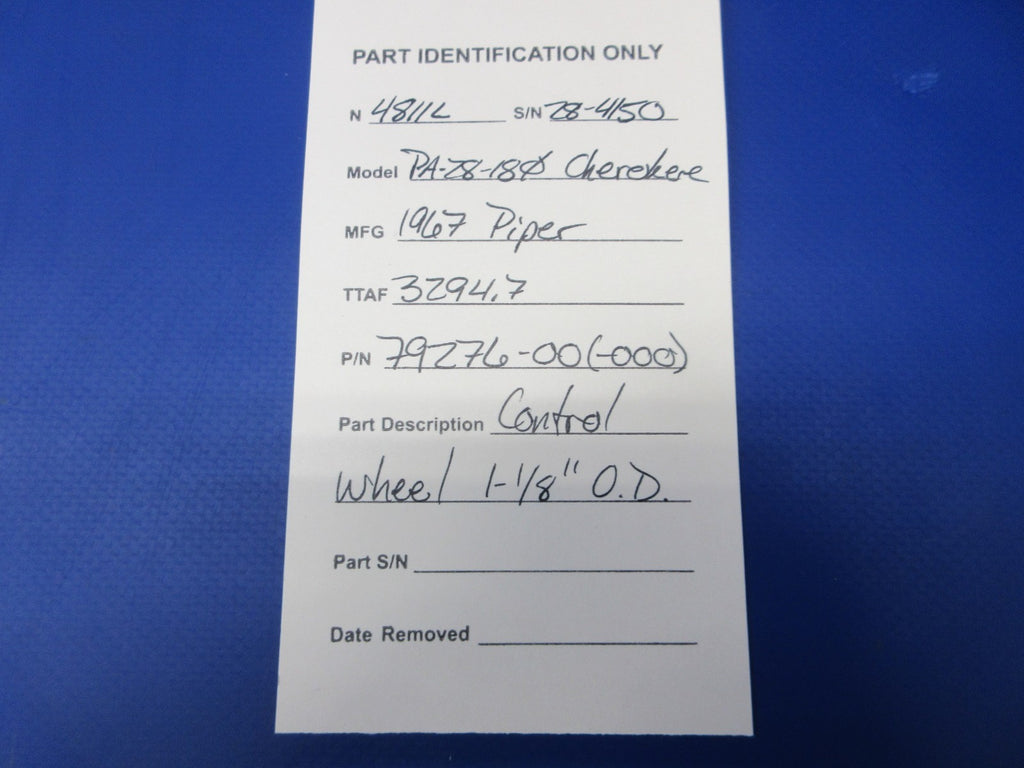 PART IDENTIFICATION ONLY
N 4811L S/N 28-4150
Model PA-28-180 Cherekere
MFG 1967 Piper
TTAF 3294.7
P/N 79276-00(-000)
Part Description Control
Wheel 1-1/8" O.D.
Part S/N
Date Removed